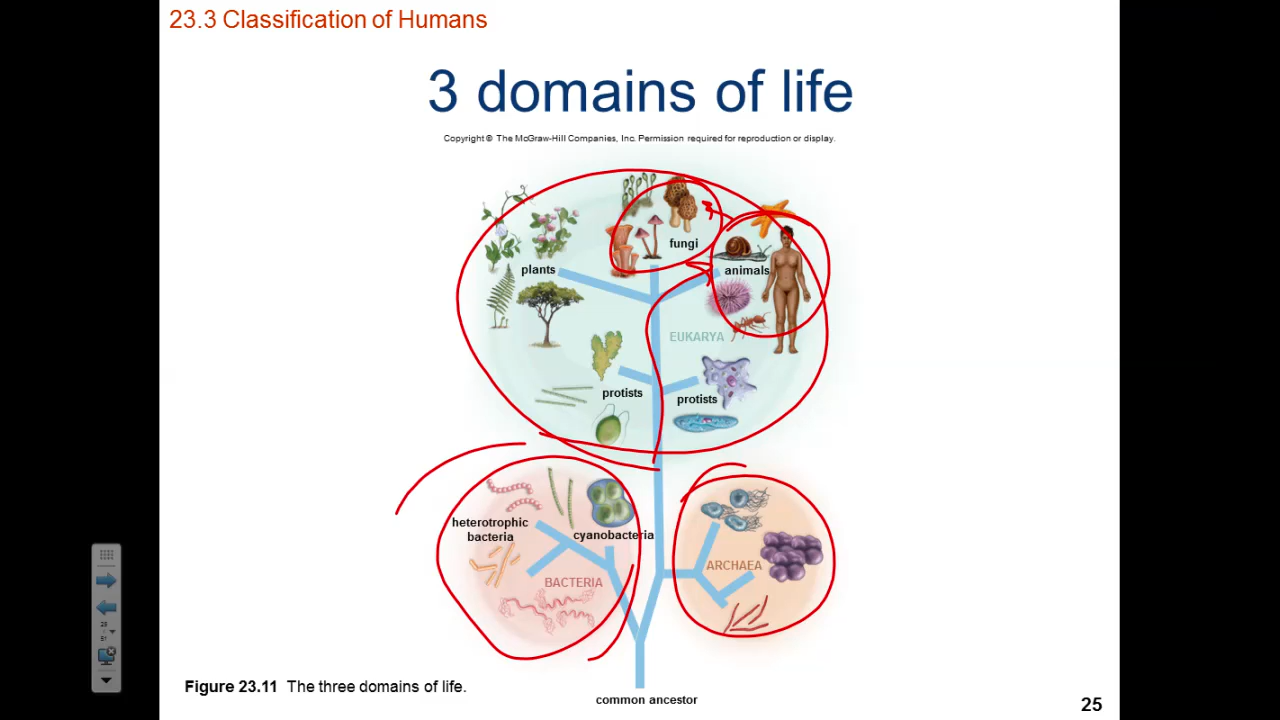 23.3 Classification of Humans
3 domains of life
Copyright © The McGraw-Hill Companies, Inc. Permission required for reproduction or display.
fungi
plants
animals
EUKARYA
protists
protists
heterotrophic
bacteria
cyanobacteria
BACTERIA
ARCHAEA
Figure 23.11 The three domains of life.
common ancestor
25